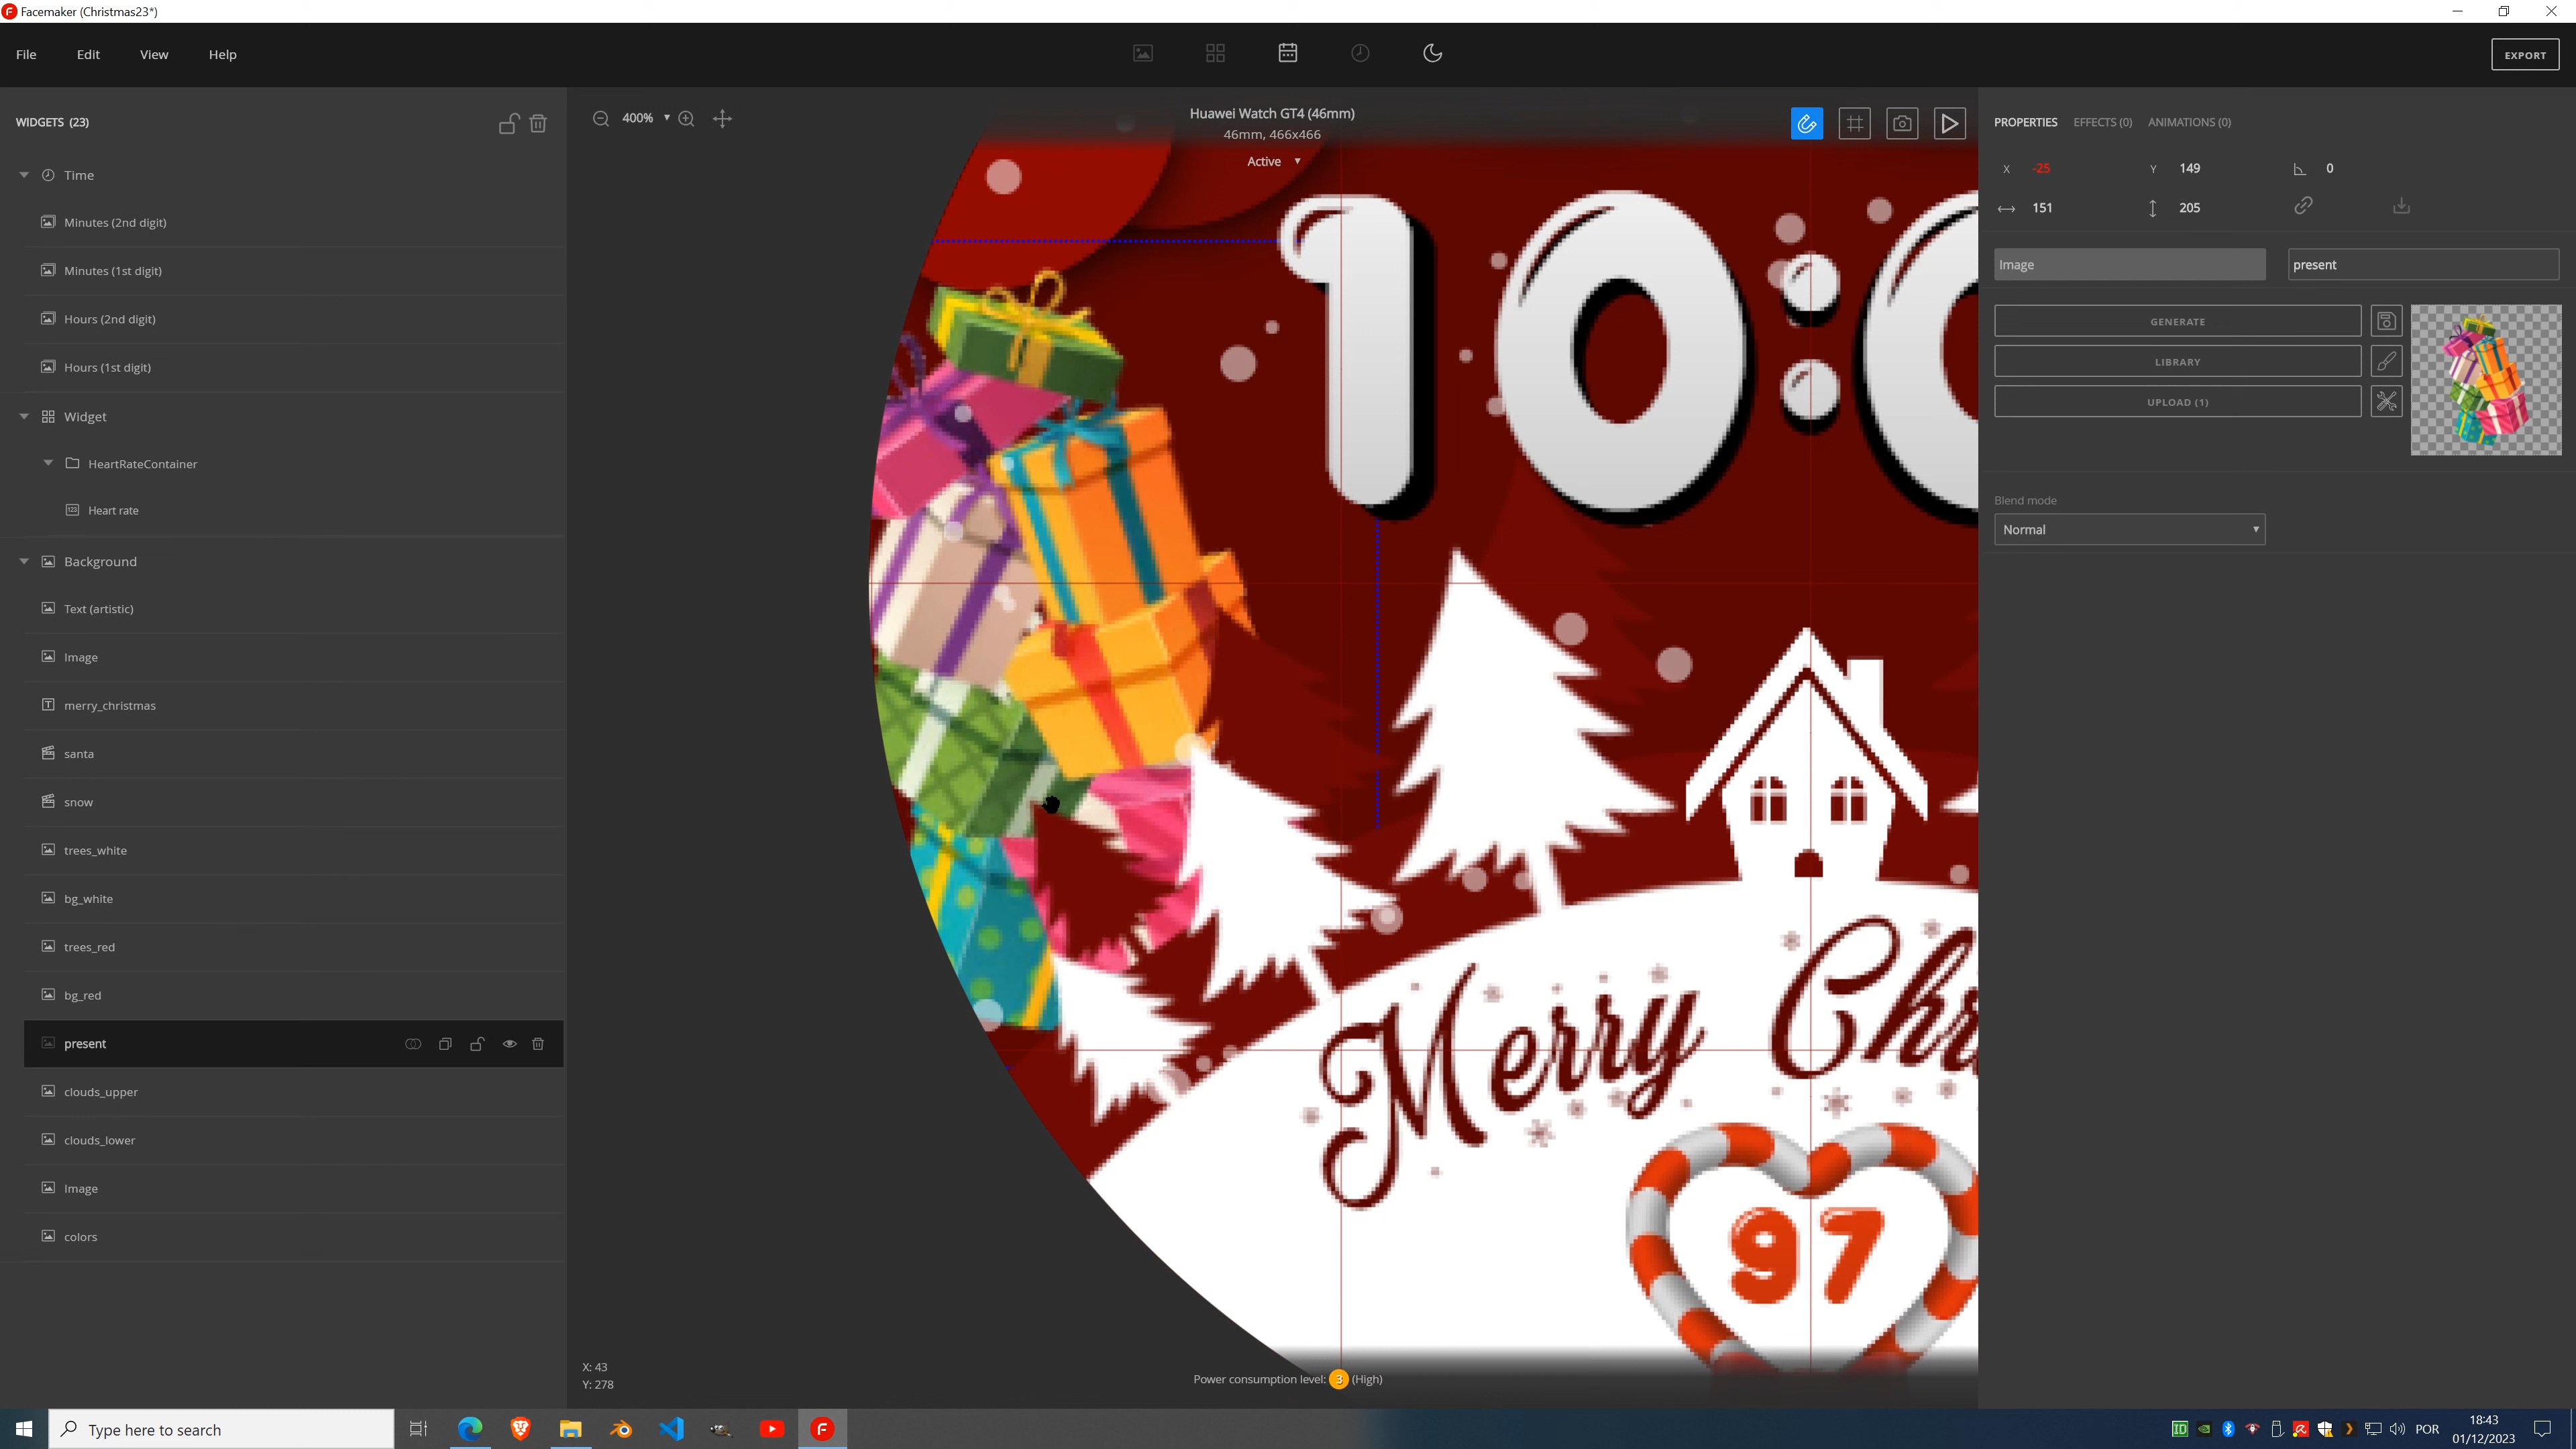 Facemaker (Christmas23*)
File Edit View Help
EXPORT
WIDGETS (23)
Time
Minutes (2nd digit)
Minutes (1st digit)
Hours (2nd digit)
Hours (1st digit)
Widget
HeartRateContainer
123 Heart rate
Background
Text (artistic)
Image
merry_christmas
santa
snow
trees_white
bg_white
trees_red
bg_red
present
clouds_upper
clouds_lower
Image
colors
400%
Huawei Watch GT4 (46mm)
46mm, 466x466
Active
10:0
Merry Chr
97
X: 43
Y: 278
Power consumption level: 3 (High)
PROPERTIES EFFECTS (0) ANIMATIONS (0)
X -25 Y 149 0
151 205
Image present
GENERATE
LIBRARY
UPLOAD (1)
Blend mode
Normal
Type here to search
POR
18:43
01/12/2023